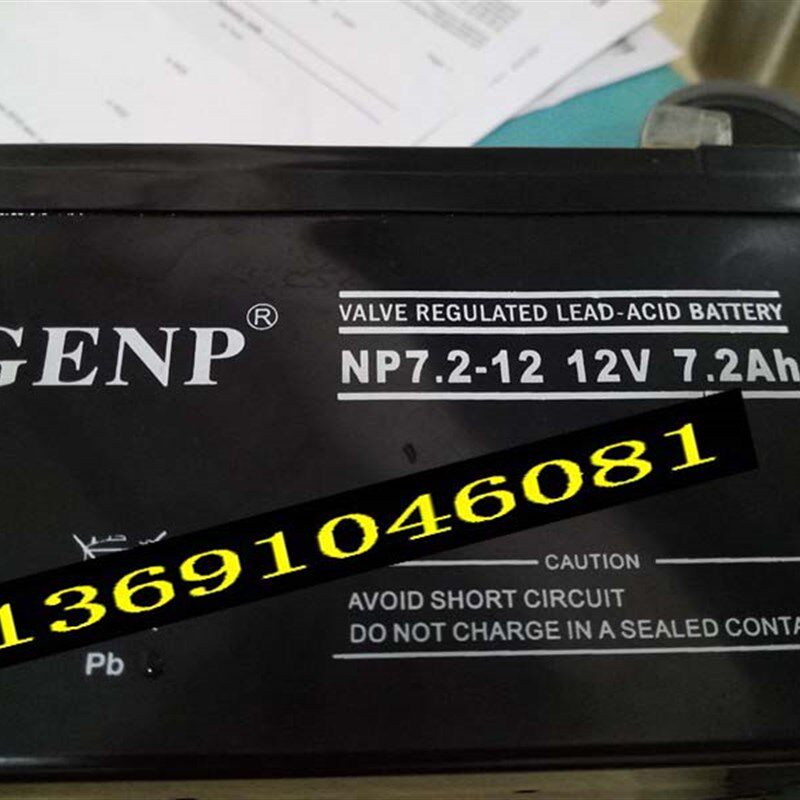 GENP®
VALVE REGULATED LEAD-ACID BATTERY
NP7.2-12 12V 7.2Ah
13691046081
CAUTION
AVOID SHORT CIRCUIT
DO NOT CHARGE IN A SEALED CONTA
Pb